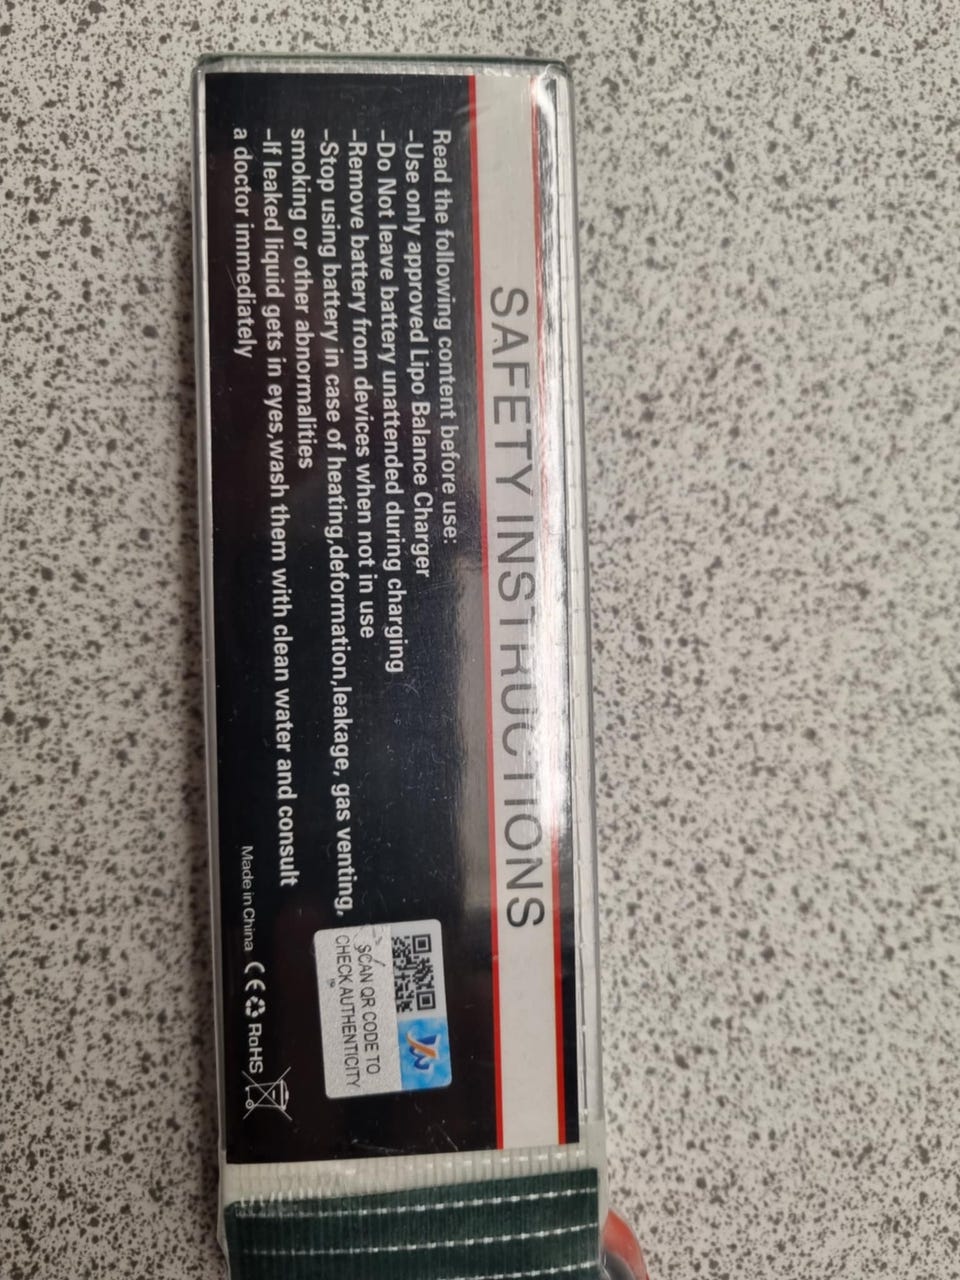 SAFETY INSTRUCTIONS
Read the following content before use:
-Use only approved Lipo Balance Charger
-Do Not leave battery unattended during charging
-Remove battery from devices when not in use
-Stop using battery in case of heating,deformation,leakage, gas venting,
smoking or other abnormalities
-If leaked liquid gets in eyes,wash them with clean water and consult
a doctor immediately
SCAN QR CODE TO
CHECK AUTHENTICITY
Made in China CE RoHS